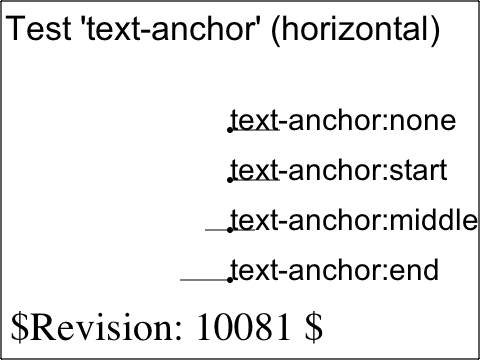 Test 'text-anchor' (horizontal)
text-anchor:none
text-anchor:start
text-anchor:middle
text-anchor:end
$Revision: 10081 $